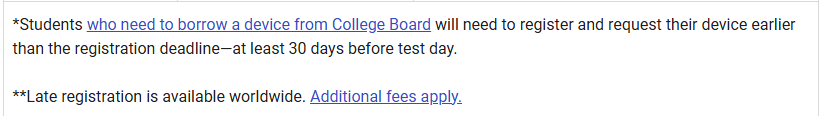 *Students who need to borrow a device from College Board will need to register and request their device earlier
than the registration deadline—at least 30 days before test day.
**Late registration is available worldwide. Additional fees apply.